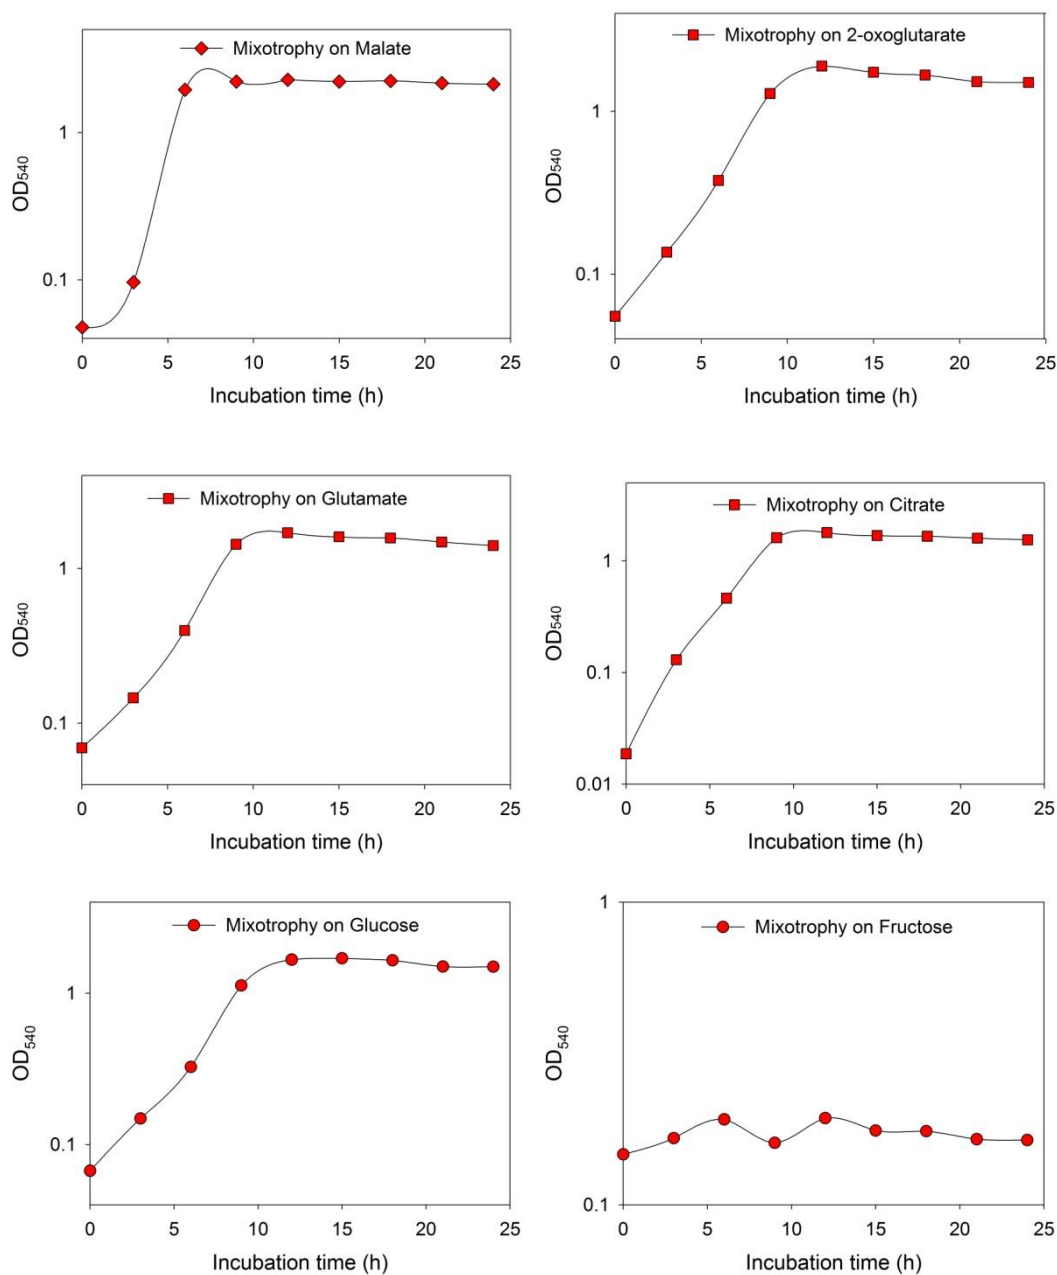 Mixotrophy on Malate
1
0.1
OD540
0 5 10 15 20 25
Incubation time (h)
Mixotrophy on 2-oxoglutarate
1
0.1
OD540
0 5 10 15 20 25
Incubation time (h)
Mixotrophy on Glutamate
1
0.1
OD540
0 5 10 15 20 25
Incubation time (h)
Mixotrophy on Citrate
1
0.1
0.01
OD540
0 5 10 15 20 25
Incubation time (h)
Mixotrophy on Glucose
1
0.1
OD540
0 5 10 15 20 25
Incubation time (h)
Mixotrophy on Fructose
1
0.1
OD540
0 5 10 15 20 25
Incubation time (h)